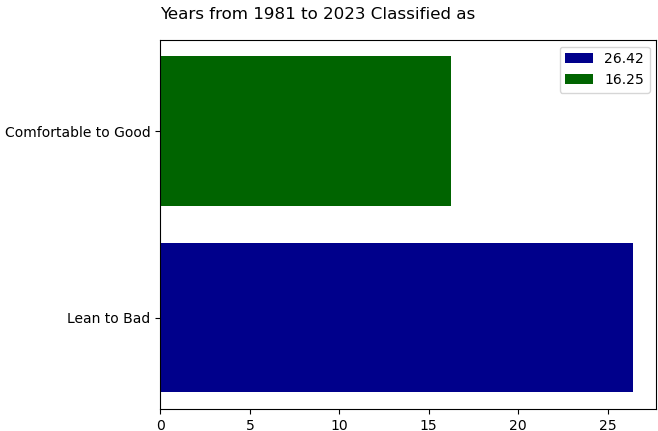 Years from 1981 to 2023 Classified as
26.42
16.25
Comfortable to Good
Lean to Bad
0 5 10 15 20 25